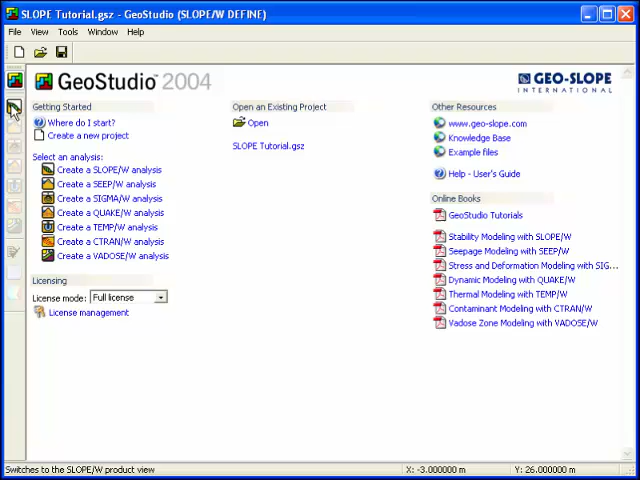 SLOPE Tutorial.gsz - GeoStudio (SLOPE/W DEFINE)
File View Tools Window Help
GeoStudio™ 2004
GEO-SLOPE
INTERNATIONAL
Getting Started
Where do I start?
Create a new project
Select an analysis:
Create a SLOPE/W analysis
Create a SEEP/W analysis
Create a SIGMA/W analysis
Create a QUAKE/W analysis
Create a TEMP/W analysis
Create a CTRAN/W analysis
Create a VADOSE/W analysis
Licensing
License mode: Full license
License management
Open an Existing Project
Open
SLOPE Tutorial.gsz
Other Resources
www.geo-slope.com
Knowledge Base
Example files
Help - User's Guide
Online Books
GeoStudio Tutorials
Stability Modeling with SLOPE/W
Seepage Modeling with SEEP/W
Stress and Deformation Modeling with SIG...
Dynamic Modeling with QUAKE/W
Thermal Modeling with TEMP/W
Contaminant Modeling with CTRAN/W
Vadose Zone Modeling with VADOSE/W
Switches to the SLOPE/W product view X: -3.000000 m Y: 26.000000 m